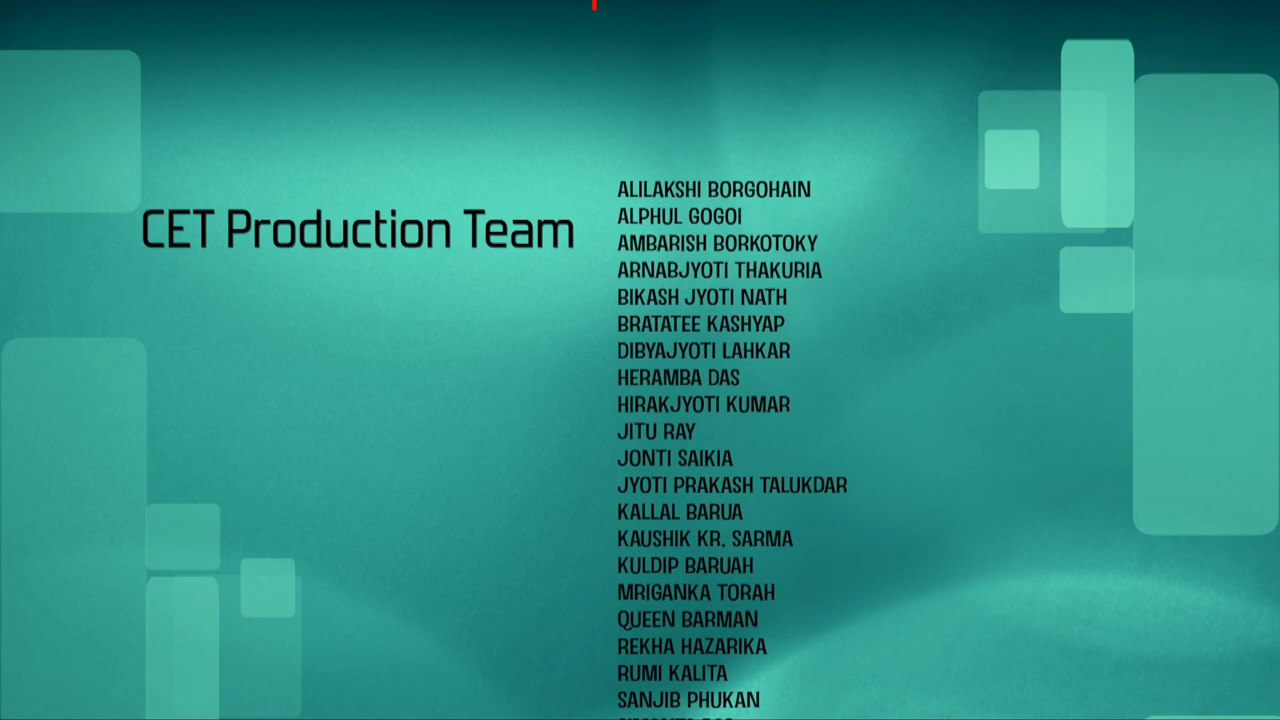 CET Production Team
ALILAKSHI BORGOHAIN
ALPHUL GOGOI
AMBARISH BORKOTOKY
ARNABJYOTI THAKURIA
BIKASH JYOTI NATH
BRATATEE KASHYAP
DIBYAJYOTI LAHKAR
HERAMBA DAS
HIRAKJYOTI KUMAR
JITU RAY
JONTI SAIKIA
JYOTI PRAKASH TALUKDAR
KALLAL BARUA
KAUSHIK KR. SARMA
KULDIP BARUAH
MRIGANKA TORAH
QUEEN BARMAN
REKHA HAZARIKA
RUMI KALITA
SANJIB PHUKAN